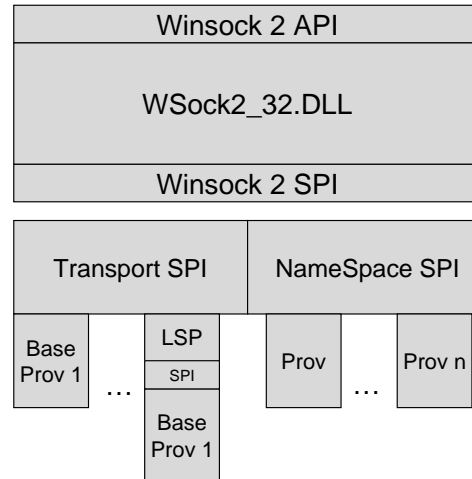 Winsock 2 API
WSock2_32.DLL
Winsock 2 SPI
Transport SPI
NameSpace SPI
Base
Prov 1
...
LSP
SPI
Base
Prov 1
Prov
...
Prov n